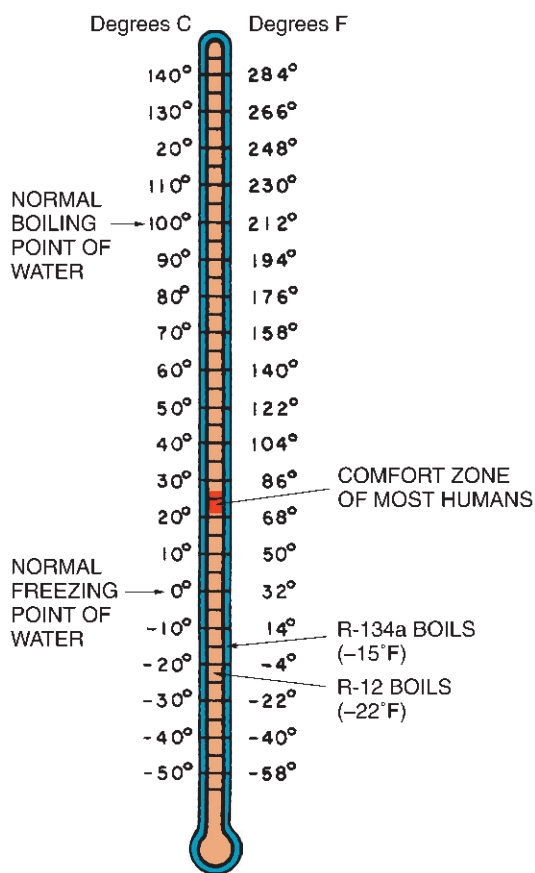 Degrees C Degrees F
140° 284°
130° 266°
20° 248°
110° 230°
NORMAL
BOILING
POINT OF
WATER
100° 212°
90° 194°
80° 176°
70° 158°
60° 140°
50° 122°
40° 104°
30° 86°
COMFORT ZONE
OF MOST HUMANS
20° 68°
10° 50°
NORMAL
FREEZING
POINT OF
WATER
0° 32°
-10° 14°
R-134a BOILS
(–15°F)
-20° -4°
R-12 BOILS
(–22°F)
-30° -22°
-40° -40°
-50° -58°